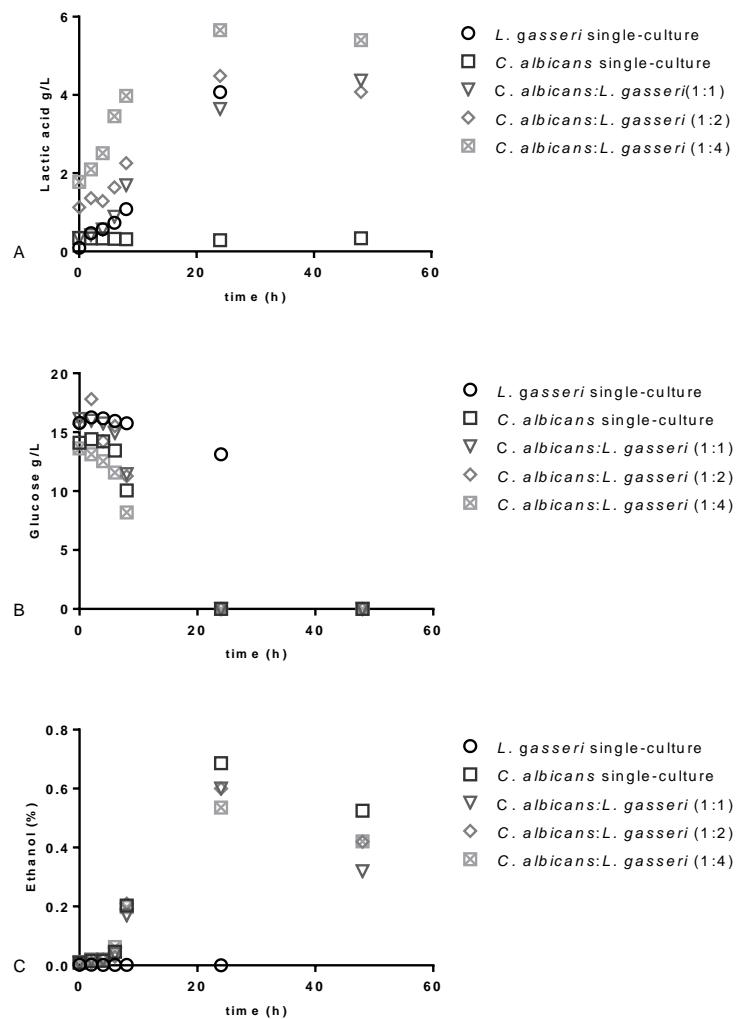 6
4
2
0
0 20 40 60
Lactic acid g/L
time (h)
A
L. gasseri single-culture
C. albicans single-culture
C. albicans:L. gasseri(1:1)
C. albicans:L. gasseri (1:2)
C. albicans:L. gasseri (1:4)
20
15
10
5
0
0 20 40 60
Glucose g/L
time (h)
B
L. gasseri single-culture
C. albicans single-culture
C. albicans:L. gasseri (1:1)
C. albicans:L. gasseri (1:2)
C. albicans:L. gasseri (1:4)
0.8
0.6
0.4
0.2
0.0
0 20 40 60
Ethanol (%)
time (h)
C
L. gasseri single-culture
C. albicans single-culture
C. albicans:L. gasseri (1:1)
C. albicans:L. gasseri (1:2)
C. albicans:L. gasseri (1:4)